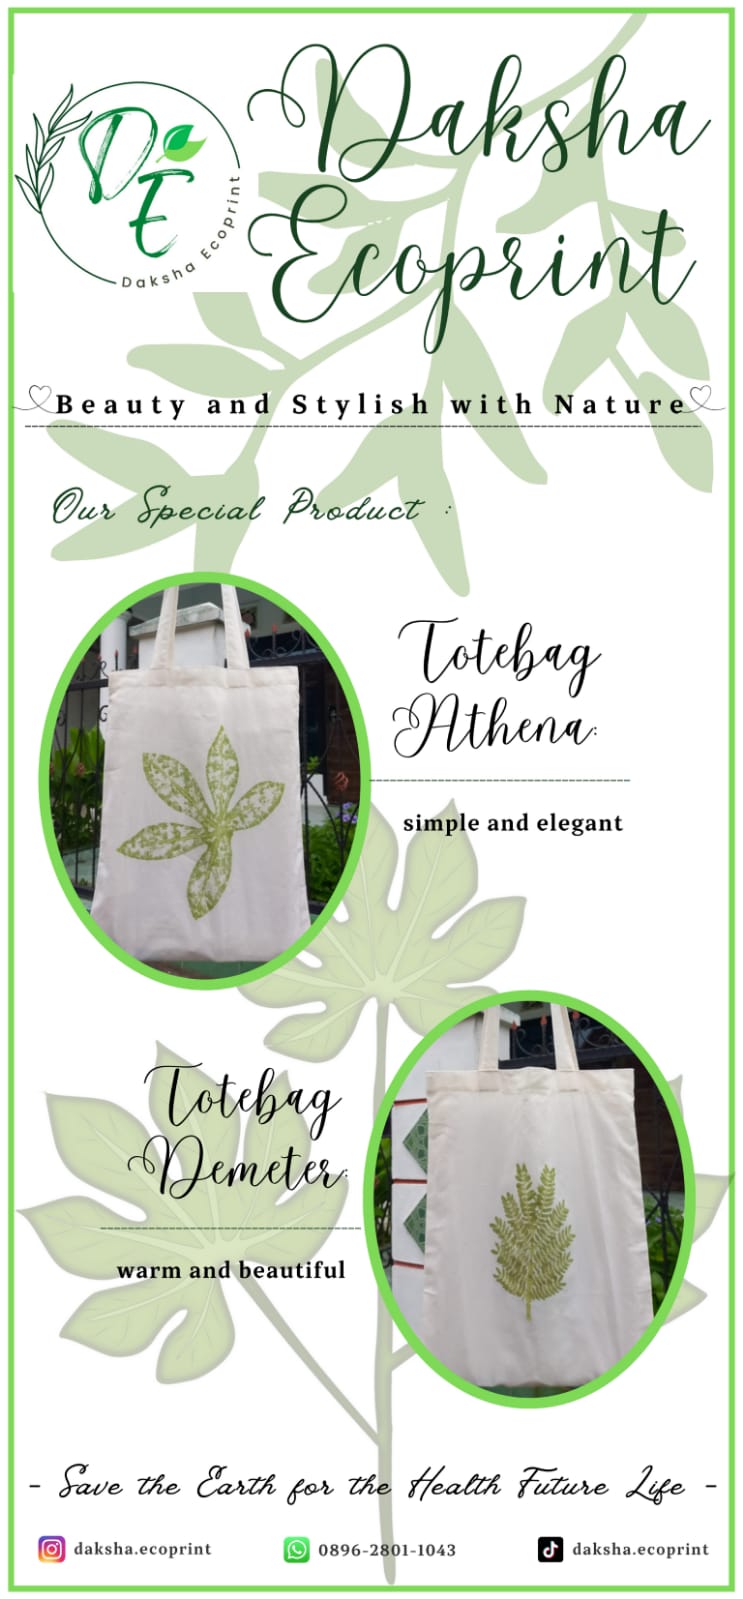 DE
Daksha Ecoprint
Daksha
Ecoprint
Beauty and Stylish with Nature
Our Special Product :
Totebag
Athena:
simple and elegant
Totebag
Demeter:
warm and beautiful
- Save the Earth for the Health Future Life -
daksha.ecoprint
0896-2801-1043
daksha.ecoprint